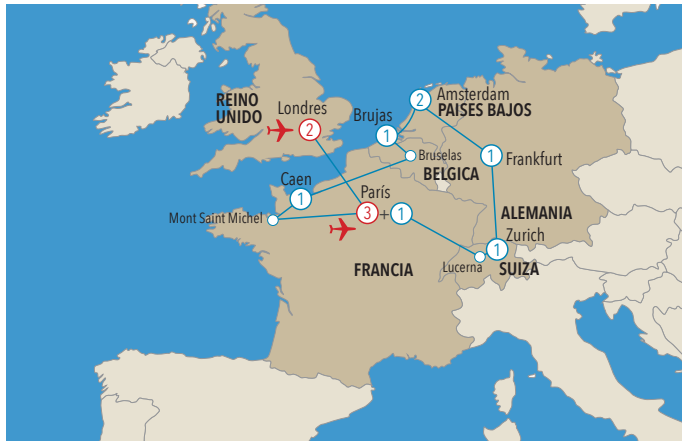 REINO
UNIDO
Londres
2
Amsterdam
2
PAISES BAJOS
Brujas
1
Bruselas
BELGICA
1
Frankfurt
Caen
1
París
3 + 1
Mont Saint Michel
ALEMANIA
Zurich
1
Lucerna
SUIZA
FRANCIA